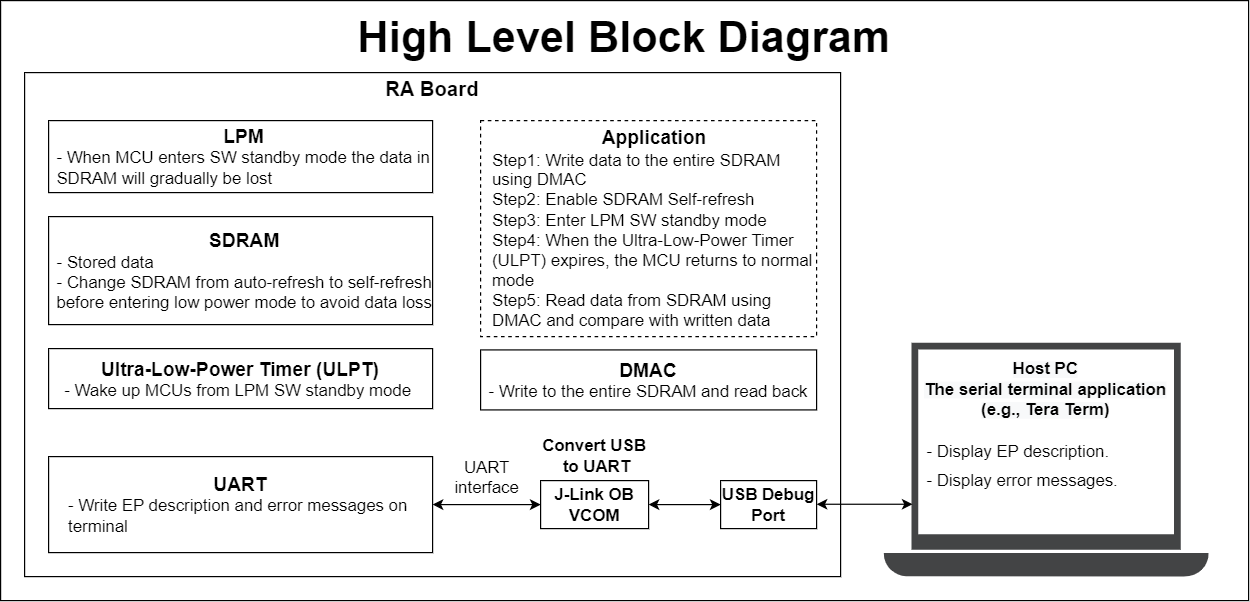 High Level Block Diagram
RA Board
LPM
- When MCU enters SW standby mode the data in
SDRAM will gradually be lost
SDRAM
- Stored data
- Change SDRAM from auto-refresh to self-refresh
before entering low power mode to avoid data loss
Ultra-Low-Power Timer (ULPT)
- Wake up MCUs from LPM SW standby mode
Application
Step1: Write data to the entire SDRAM
using DMAC
Step2: Enable SDRAM Self-refresh
Step3: Enter LPM SW standby mode
Step4: When the Ultra-Low-Power Timer
(ULPT) expires, the MCU returns to normal
mode
Step5: Read data from SDRAM using
DMAC and compare with written data
DMAC
- Write to the entire SDRAM and read back
UART
- Write EP description and error messages on
terminal
UART
interface
Convert USB
to UART
J-Link OB
VCOM
USB Debug
Port
Host PC
The serial terminal application
(e.g., Tera Term)
- Display EP description.
- Display error messages.